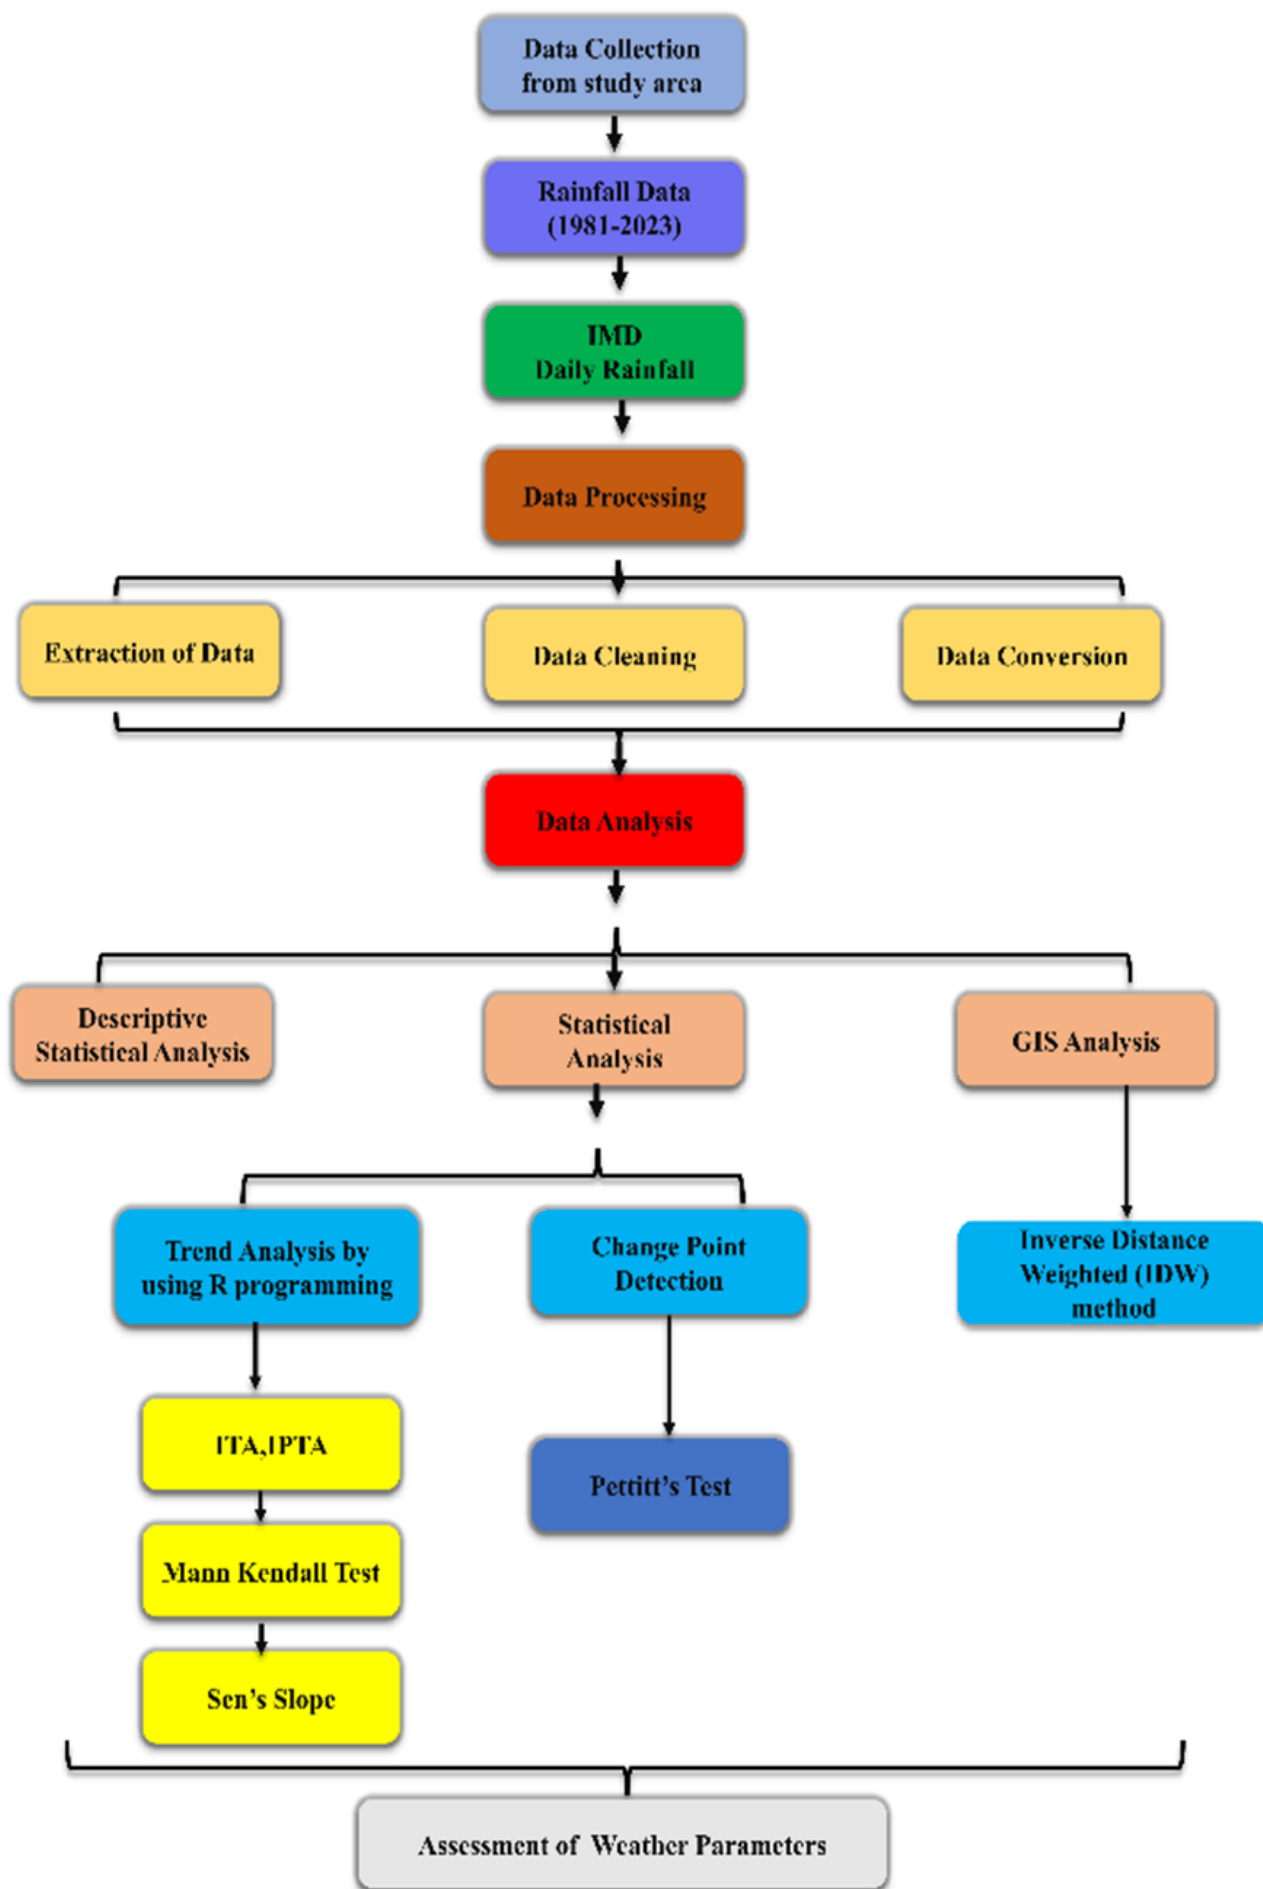 Data Collection
from study area
Rainfall Data
(1981-2023)
IMD
Daily Rainfall
Data Processing
Extraction of Data
Data Cleaning
Data Conversion
Data Analysis
Descriptive
Statistical Analysis
Statistical
Analysis
GIS Analysis
Trend Analysis by
using R programming
Change Point
Detection
Inverse Distance
Weighted (IDW)
method
ITA,IPTA
Pettitt's Test
Mann Kendall Test
Sen's Slope
Assessment of Weather Parameters